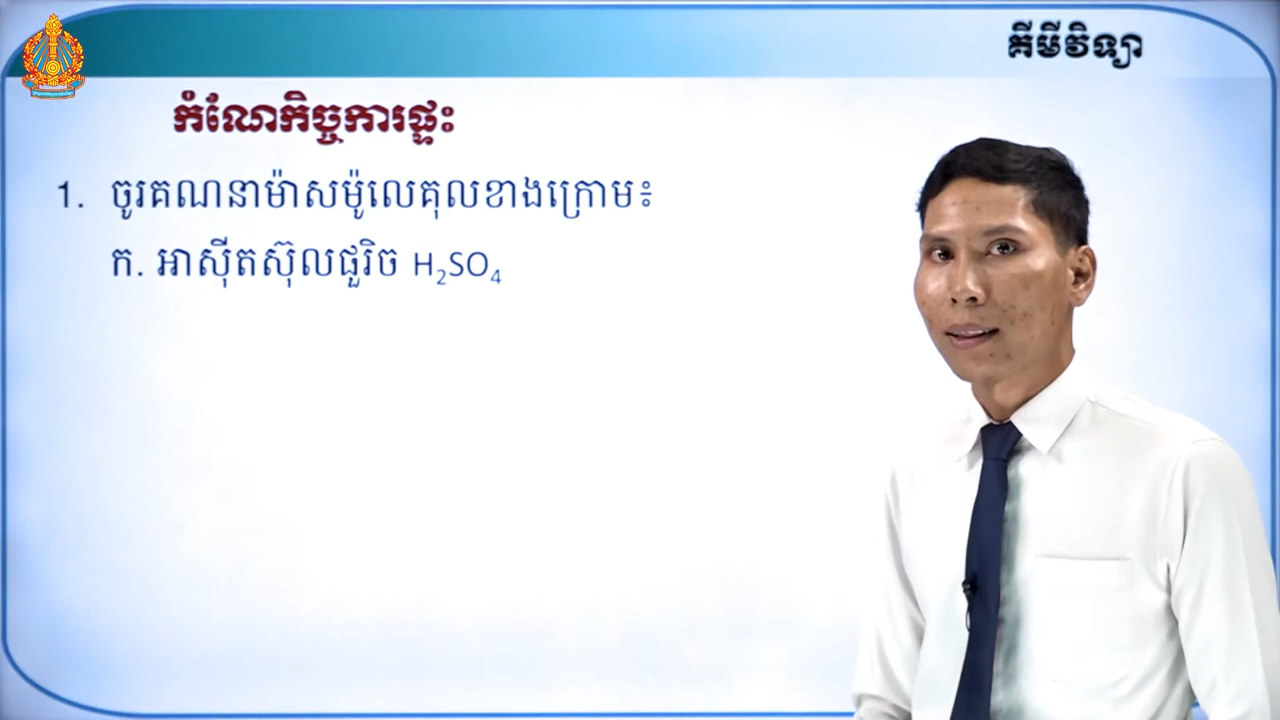 គីមីវិទ្យា
កំណែកិច្ចការផ្ទះ
1. ចូរគណនាម៉ាសម៉ូលេគុលខាងក្រោម៖
ក. អាស៊ីតស៊ុលផួរិច H₂SO₄